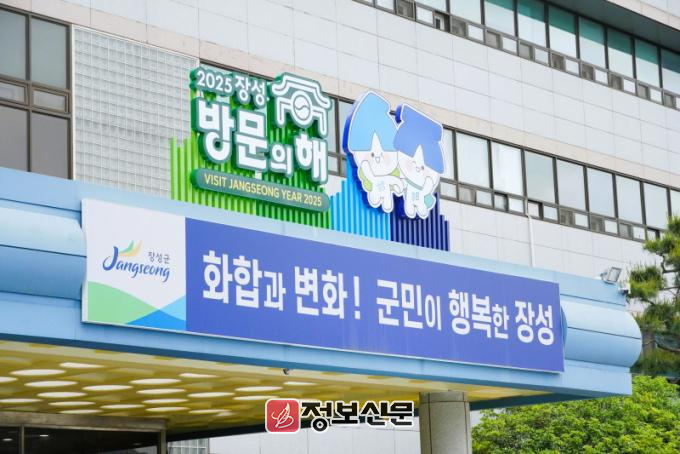 2025 장성
방문의 해
VISIT JANGSEONG YEAR 2025
장성군
Jangseong
화합과 변화! 군민이 행복한 장성
정보신문